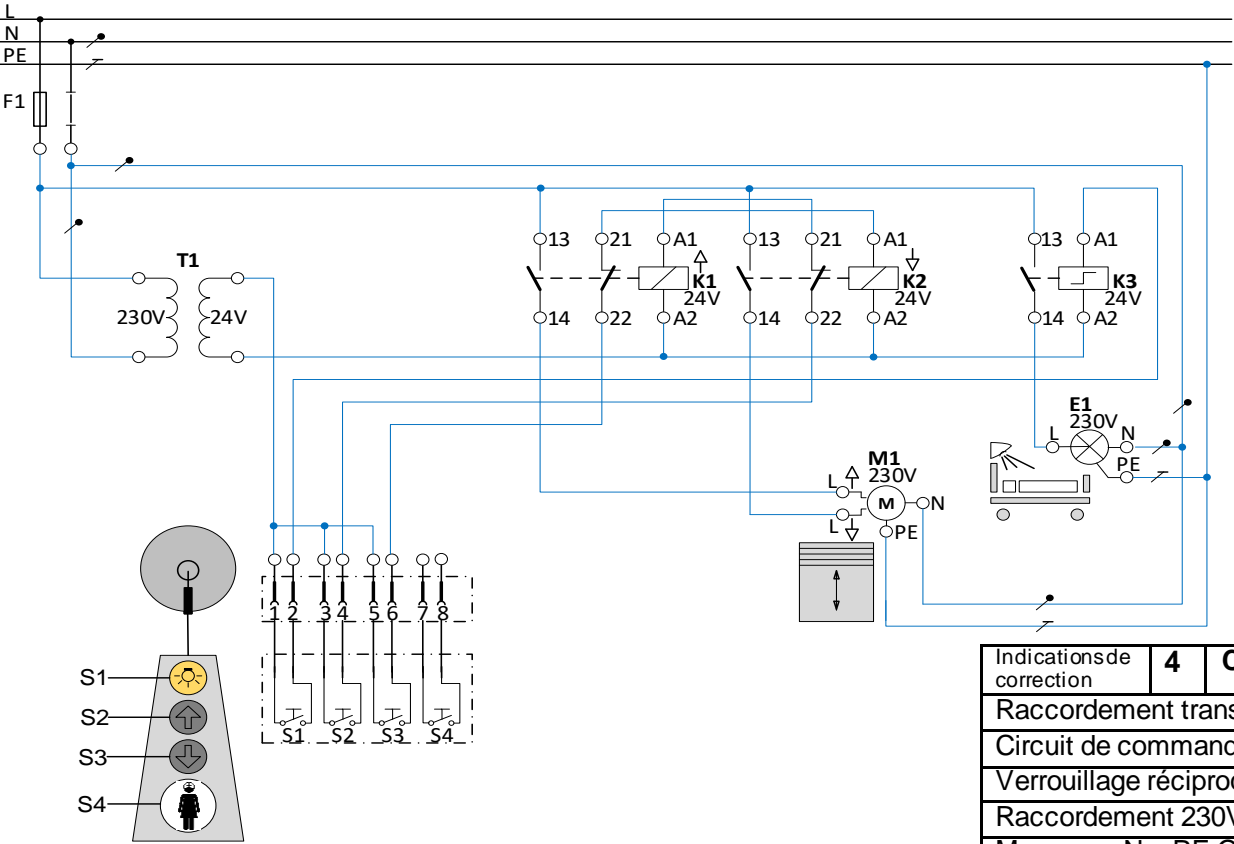 L
N
PE
F1
T1
230V
24V
13
21
A1
K1
24V
14
22
A2
13
21
A1
K2
24V
14
22
A2
13
A1
K3
24V
14
A2
E1
230V
L
N
PE
M1
230V
L
M
N
L
PE
1 2 3 4 5 6 7 8
S1 S2 S3 S4
S1
S2
S3
S4
Indications de correction
4
Raccordement trans
Circuit de command
Verrouillage récipro
Raccordement 230V